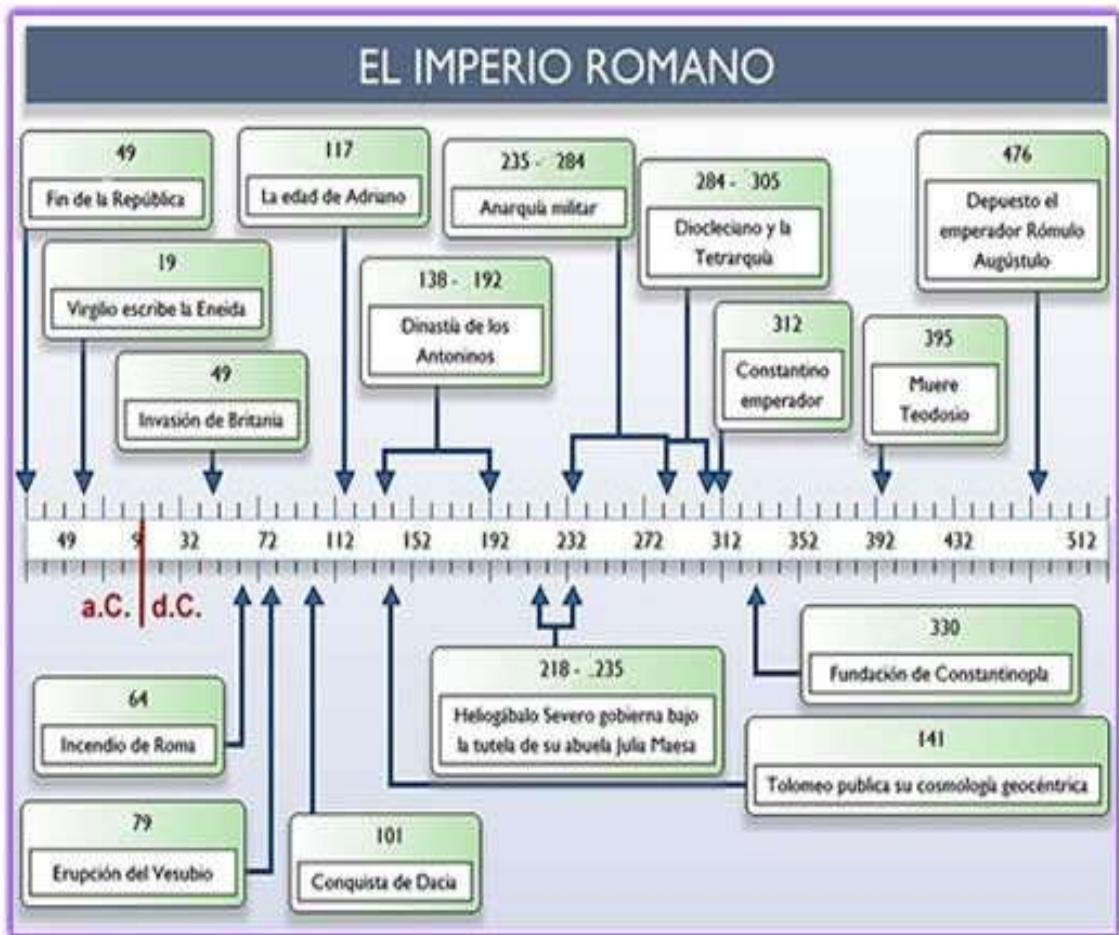 EL IMPERIO ROMANO
49
Fin de la República
117
La edad de Adriano
235 - 284
Anarquía militar
284 - 305
Diocleciano y la
Tetrarquía
476
Depuesto el
emperador Rómulo
Augústulo
19
Virgilio escribe la Eneida
138 - 192
Dinastía de los
Antoninos
312
Constantino
emperador
395
Muere
Teodosio
49
Invasión de Britania
49 9 32 72 112 152 192 232 272 312 352 392 432 512
a.C. d.C.
64
Incendio de Roma
218 - .235
Heliogábalo Severo gobierna bajo
la tutela de su abuela Julia Maesa
330
Fundación de Constantinopla
141
Tolomeo publica su cosmología geocéntrica
79
Erupción del Vesubio
101
Conquista de Dacia